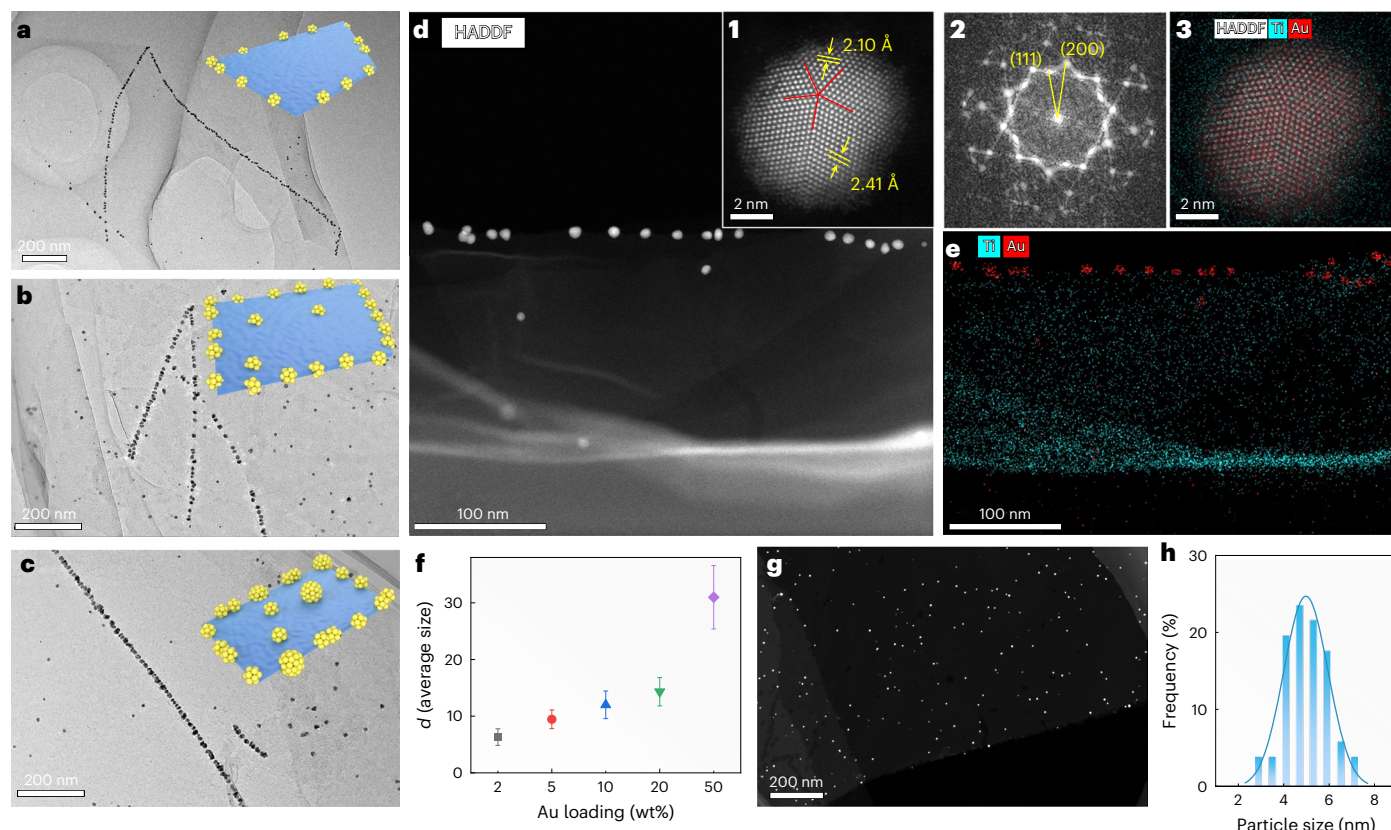 a
200 nm
b
200 nm
c
200 nm
d
HADDF
100 nm
1
2.10 Å
2.41 Å
2 nm
2
(111)
(200)
3
HADDF Ti Au
2 nm
e
Ti Au
100 nm
f
d (average size)
30
20
10
0
2 5 10 20 50
Au loading (wt%)
g
200 nm
h
Frequency (%)
30
20
10
0
2 4 6 8
Particle size (nm)